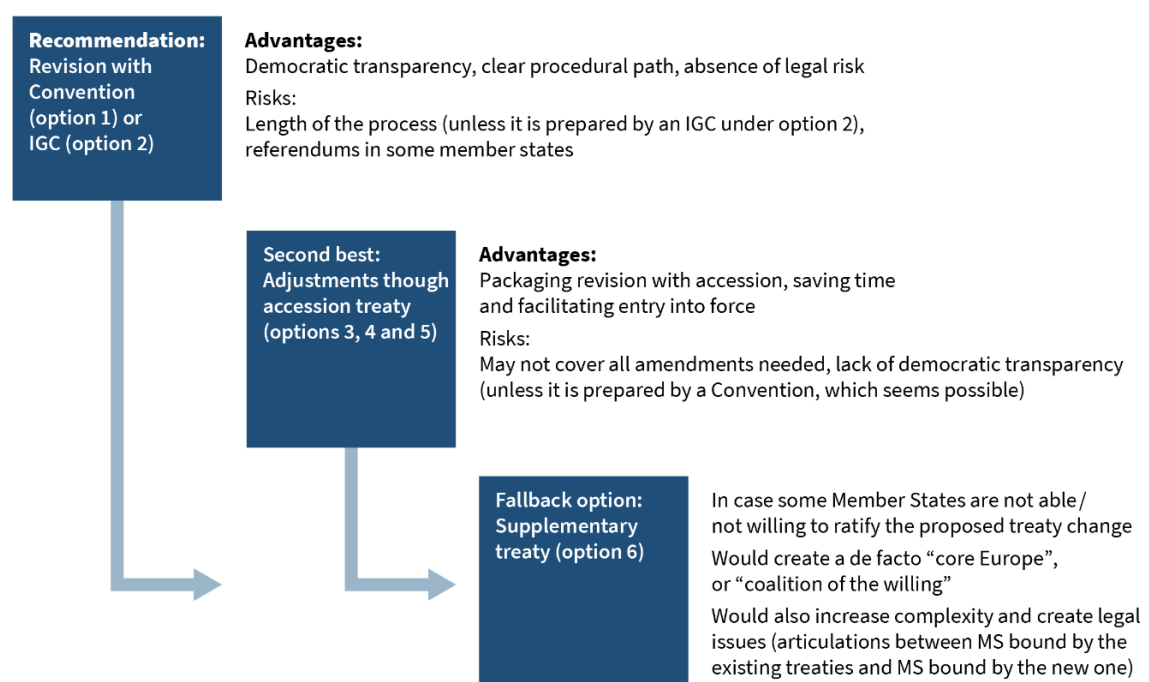 Recommendation:
Revision with
Convention
(option 1) or
IGC (option 2)
Advantages:
Democratic transparency, clear procedural path, absence of legal risk
Risks:
Length of the process (unless it is prepared by an IGC under option 2),
referendums in some member states
Second best:
Adjustments though
accession treaty
(options 3, 4 and 5)
Advantages:
Packaging revision with accession, saving time
and facilitating entry into force
Risks:
May not cover all amendments needed, lack of democratic transparency
(unless it is prepared by a Convention, which seems possible)
Fallback option:
Supplementary
treaty (option 6)
In case some Member States are not able /
not willing to ratify the proposed treaty change
Would create a de facto “core Europe”,
or “coalition of the willing”
Would also increase complexity and create legal
issues (articulations between MS bound by the
existing treaties and MS bound by the new one)